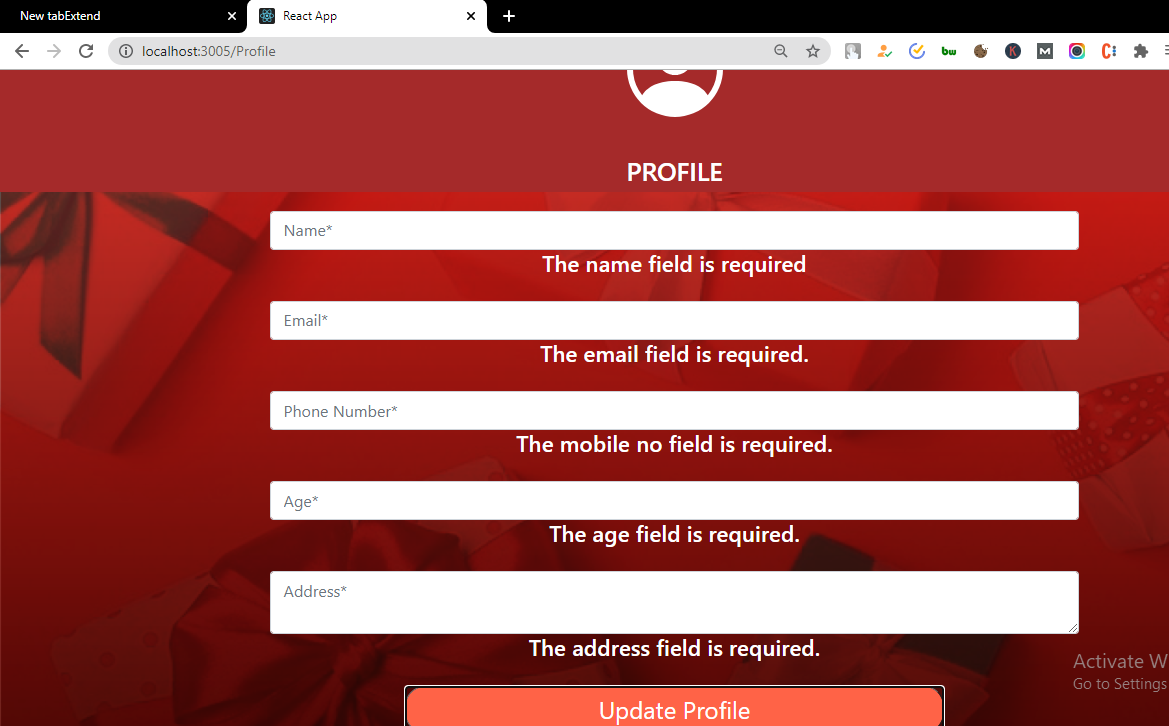 New tabExtend
React App
localhost:3005/Profile
bw
K
M
C
PROFILE
Name*
The name field is required
Email*
The email field is required.
Phone Number*
The mobile no field is required.
Age*
The age field is required.
Address*
The address field is required.
Activate W
Go to Settings
Update Profile